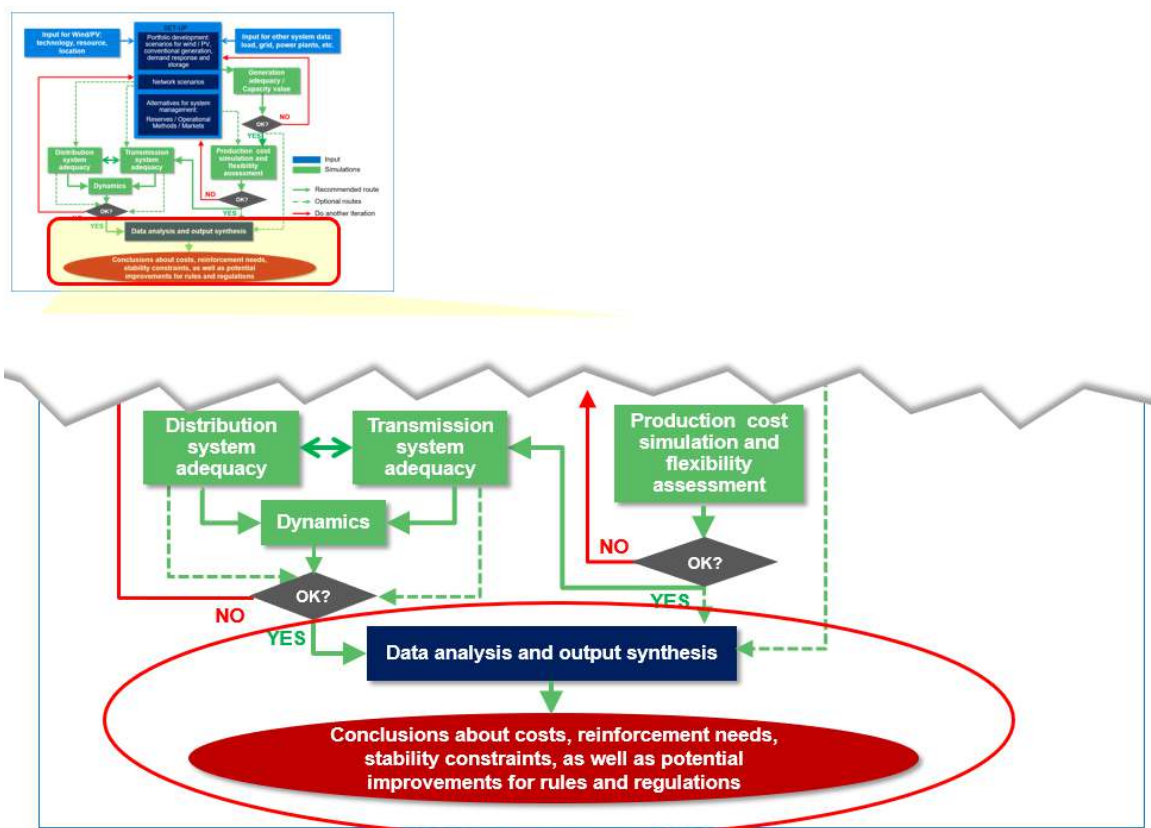 SET-UP
Input for Wind/PV:
technology, resource,
location
Portfolio development
scenarios for wind / PV,
conventional generation,
demand response and
storage
Input for other system data:
load, grid, power plants, etc.
Network scenarios
Generation
adequacy /
Capacity value
Alternatives for system
management:
Reserves / Operational
Methods / Markets
OK?
NO
YES
Distribution
system
adequacy
Transmission
system
adequacy
Production cost
simulation and
flexibility
assessment
Input
Simulations
Dynamics
Recommended route
Optional routes
Do another iteration
OK?
NO
YES
OK?
NO
YES
Data analysis and output synthesis
Conclusions about costs, reinforcement needs,
stability constraints, as well as potential
improvements for rules and regulations
Distribution
system
adequacy
Transmission
system
adequacy
Production cost
simulation and
flexibility
assessment
Dynamics
NO
OK?
YES
OK?
NO
YES
Data analysis and output synthesis
Conclusions about costs, reinforcement needs,
stability constraints, as well as potential
improvements for rules and regulations